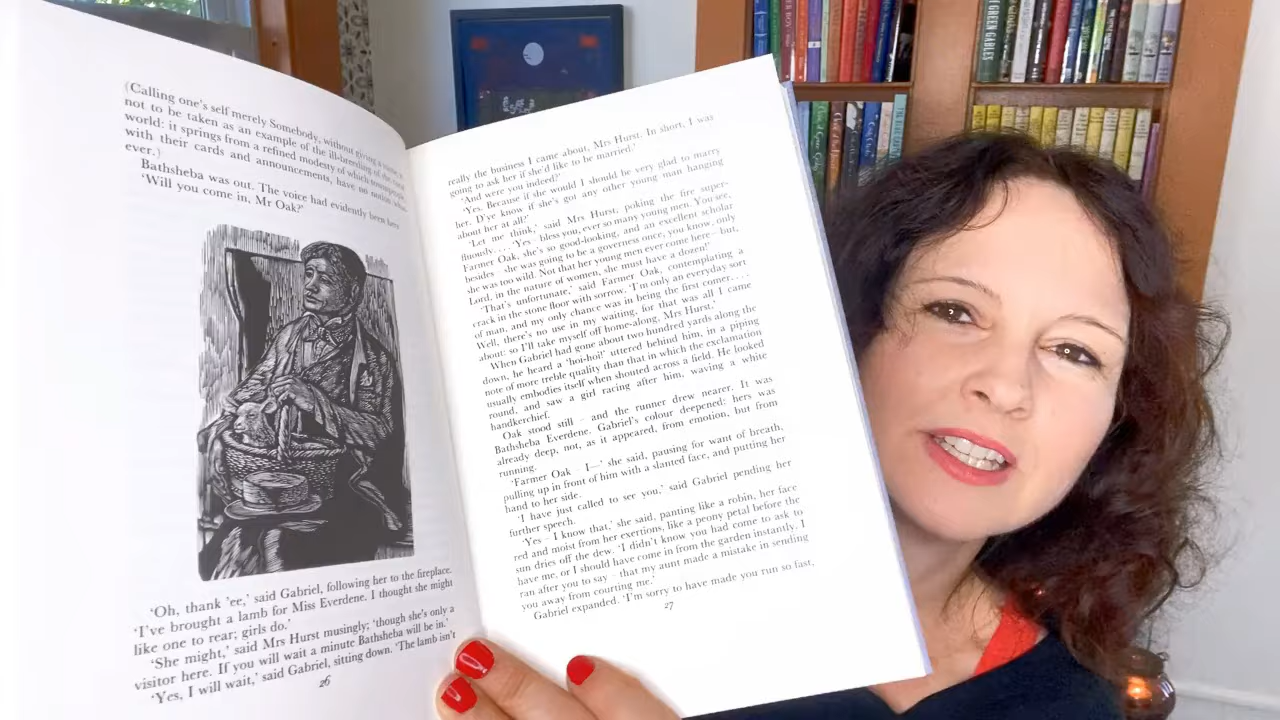 (Calling one's self merely Somebody, without giving a name, is
not to be taken as an example of the ill-breeding of the rural
world: it springs from a refined modesty of which townspeople,
with their cards and announcements, have no notion what-
ever.)
Bathsheba was out. The voice had evidently been hers.
'Will you come in, Mr Oak?'
'Oh, thank 'ee,' said Gabriel, following her to the fireplace.
'I've brought a lamb for Miss Everdene. I thought she might
like one to rear; girls do.'
'She might,' said Mrs Hurst musingly; 'though she's only a
visitor here. If you will wait a minute Bathsheba will be in.'
'Yes, I will wait,' said Gabriel, sitting down. 'The lamb isn't
26
really the business I came about, Mrs Hurst. In short, I was
going to ask her if she'd like to be married.'
'And were you indeed?'
'Yes. Because if she would I should be very glad to marry
her. D'ye know if she's got any other young man hanging
about her at all?'
'Let me think,' said Mrs Hurst, poking the fire super-
fluously.... 'Yes – bless you, ever so many young men. You see,
Farmer Oak, she's so good-looking, and an excellent scholar
besides – she was going to be a governess once, you know, only
she was too wild. Not that her young men ever come here – but,
Lord, in the nature of women, she must have a dozen!'
'That's unfortunate,' said Farmer Oak, contemplating a
crack in the stone floor with sorrow. 'I'm only an everyday sort
of man, and my only chance was in being the first comer....
Well, there's no use in my waiting, for that was all I came
about: so I'll take myself off home-along, Mrs Hurst.'
When Gabriel had gone about two hundred yards along the
down, he heard a 'hoi-hoi!' uttered behind him, in a piping
note of more treble quality than that in which the exclamation
usually embodies itself when shouted across a field. He looked
round, and saw a girl racing after him, waving a white
handkerchief.
Oak stood still – and the runner drew nearer. It was
Bathsheba Everdene. Gabriel's colour deepened: hers was
already deep, not, as it appeared, from emotion, but from
running.
'Farmer Oak – I—' she said, pausing for want of breath,
pulling up in front of him with a slanted face, and putting her
hand to her side.
'I have just called to see you,' said Gabriel pending her
further speech.
'Yes – I know that,' she said, panting like a robin, her face
red and moist from her exertions, like a peony petal before the
sun dries off the dew. 'I didn't know you had come to ask to
have me, or I should have come in from the garden instantly. I
ran after you to say – that my aunt made a mistake in sending
you away from courting me.'
Gabriel expanded. 'I'm sorry to have made you run so fast,
27
GREEN GABLES